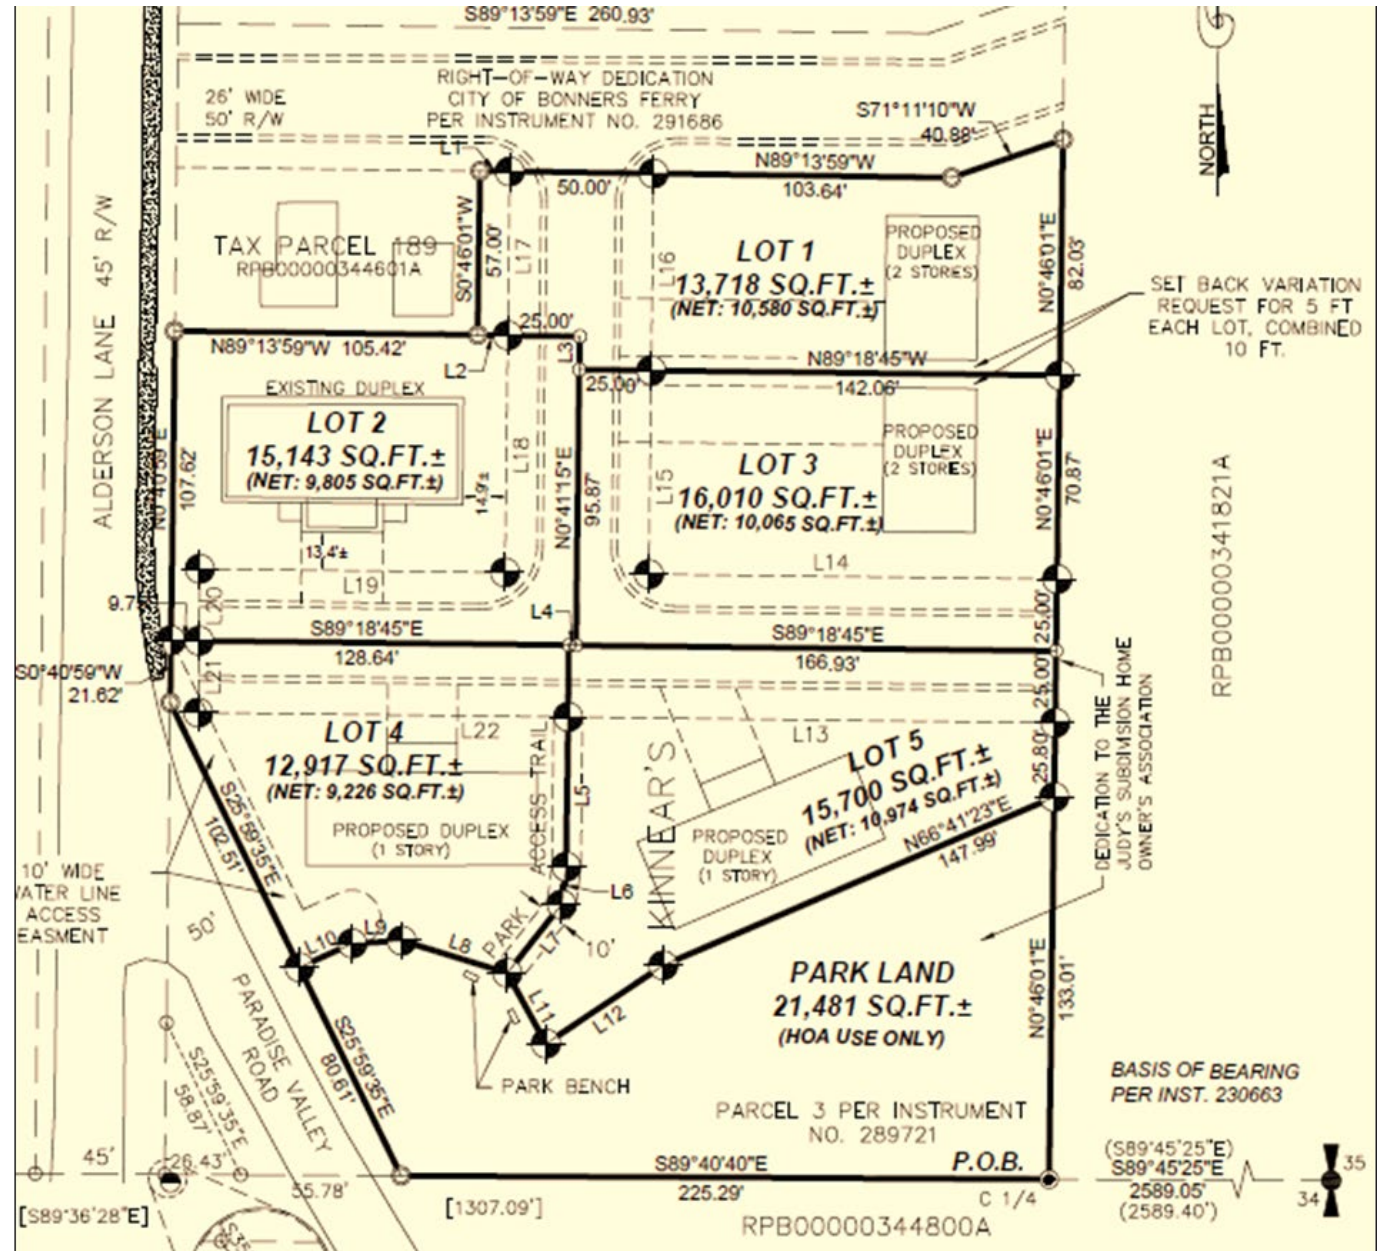 S89°13'59"E 260.93'
RIGHT-OF-WAY DEDICATION
CITY OF BONNERS FERRY
PER INSTRUMENT NO. 291686
26' WIDE
50' R/W
S71°11'10"W
40.88'
NORTH
L1
N89°13'59"W
50.00'
103.64'
ALDERSON LANE 45' R/W
TAX PARCEL 189
RPB00000344601A
S0°46'01"W
57.00'
L17
L16
LOT 1
13,718 SQ.FT.±
(NET: 10,580 SQ.FT.±)
PROPOSED
DUPLEX
(2 STORIES)
N0°46'01"E
82.03'
SET BACK VARIATION
REQUEST FOR 5 FT
EACH LOT, COMBINED
10 FT.
25.00'
N89°13'59"W 105.42'
L2
L3
N89°18'45"W
25.00'
142.06'
EXISTING DUPLEX
LOT 2
15,143 SQ.FT.±
(NET: 9,805 SQ.FT.±)
N0°40'59"E
107.62'
L18
14.9'±
13.4'±
L19
L20
N0°41'15"E
95.87'
L15
LOT 3
16,010 SQ.FT.±
(NET: 10,065 SQ.FT.±)
PROPOSED
DUPLEX
(2 STORIES)
N0°46'01"E
70.87'
RPB00000341821A
L14
9.7
L4
S89°18'45"E
128.64'
S89°18'45"E
166.93'
25.00'
25.00'
S0°40'59"W
21.62'
L21
LOT 4
12,917 SQ.FT.±
(NET: 9,226 SQ.FT.±)
L22
PROPOSED DUPLEX
(1 STORY)
PARK ACCESS TRAIL
L5
KINNEAR'S
L13
LOT 5
15,700 SQ.FT.±
(NET: 10,974 SQ.FT.±)
25.80'
PROPOSED
DUPLEX
(1 STORY)
N66°41'23"E
147.99'
DEDICATION TO THE
JUDY'S SUBDIVISION HOME
OWNER'S ASSOCIATION
S25°59'35"E
102.51'
10' WIDE
WATER LINE
ACCESS
EASMENT
50'
L6
L7
10'
L8
L9
L10
L11
L12
PARK LAND
21,481 SQ.FT.±
(HOA USE ONLY)
N0°46'01"E
133.01'
PARADISE VALLEY
ROAD
S25°59'35"E
80.61'
S25°59'35"E
58.87'
PARK BENCH
PARCEL 3 PER INSTRUMENT
NO. 289721
BASIS OF BEARING
PER INST. 230663
45'
26.43'
55.78'
S89°40'40"E
225.29'
P.O.B.
C 1/4
(S89°45'25"E)
S89°45'25"E
2589.05'
(2589.40')
35
34
[S89°36'28"E]
[1307.09']
RPB00000344800A